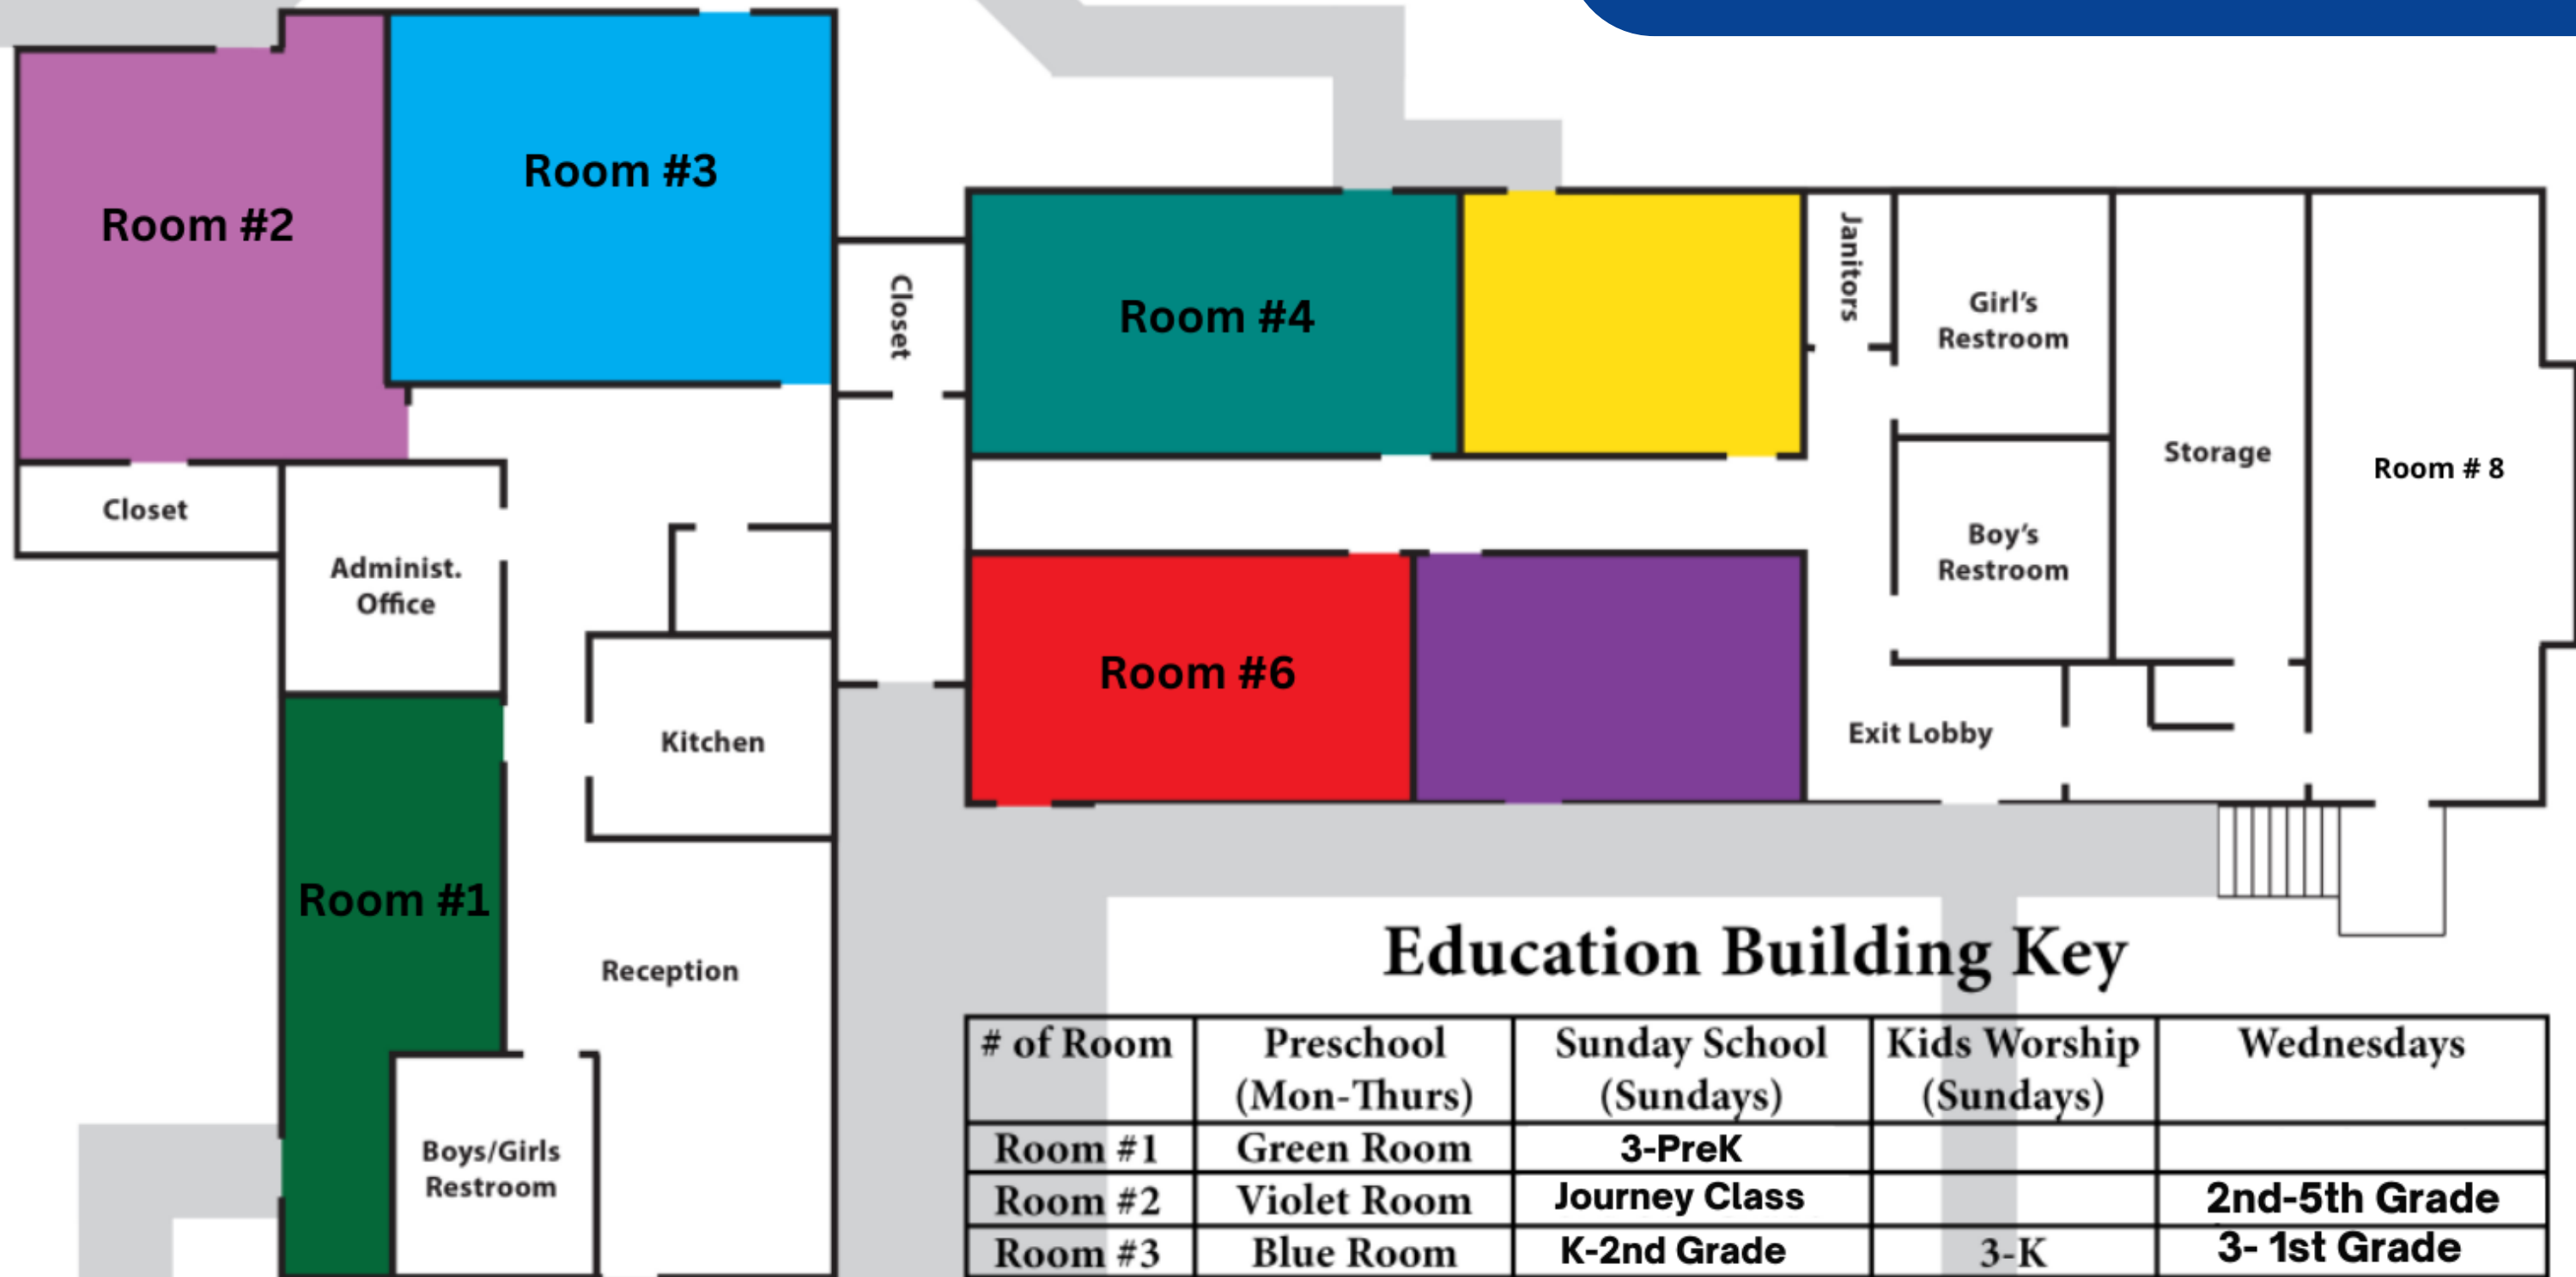 Room #2
Room #3
Closet
Room #4
Janitors
Girl's
Restroom
Storage
Room # 8
Closet
Administ.
Office
Boy's
Restroom
Kitchen
Room #6
Exit Lobby
Room #1
Reception
Boys/Girls
Restroom
Education Building Key
# of Room Preschool Sunday School Kids Worship Wednesdays
(Mon-Thurs) (Sundays) (Sundays)
Room #1 Green Room 3-PreK
Room #2 Violet Room Journey Class 2nd-5th Grade
Room #3 Blue Room K-2nd Grade 3-K 3- 1st Grade